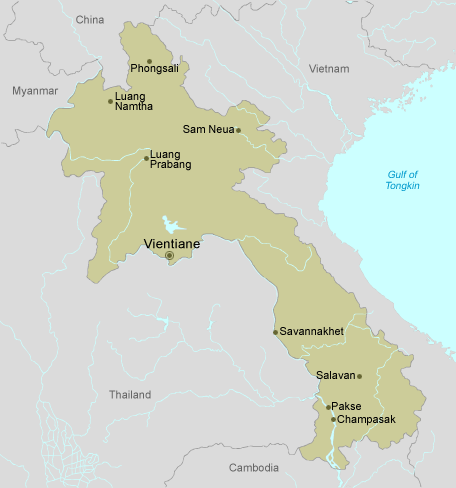 China
Phongsali
Vietnam
Myanmar
Luang
Namtha
Sam Neua
Luang
Prabang
Gulf of
Tongkin
Vientiane
Savannakhet
Salavan
Thailand
Pakse
Champasak
Cambodia